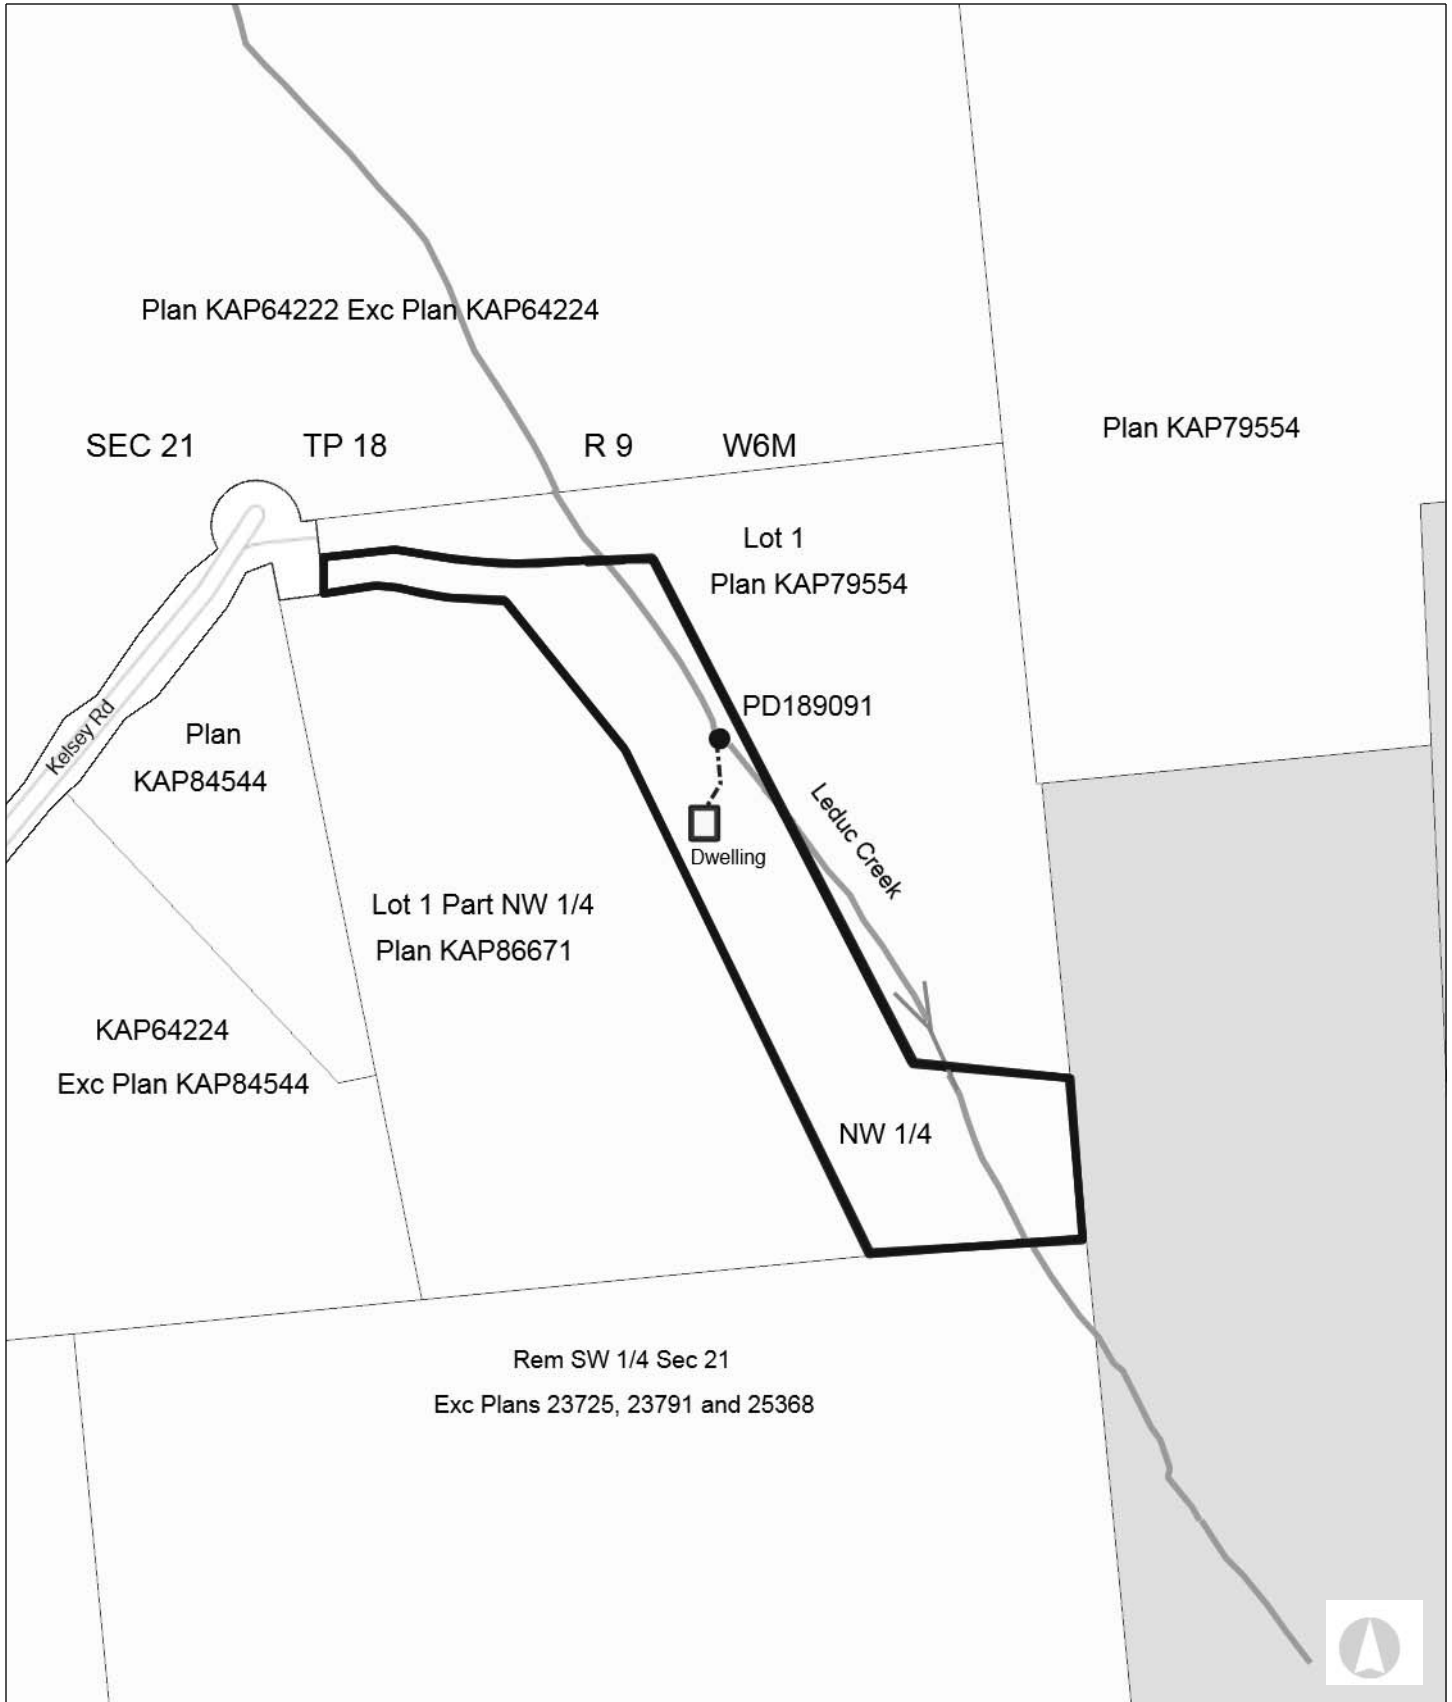 Plan KAP64222 Exc Plan KAP64224
Plan KAP79554
SEC 21 TP 18 R 9 W6M
Lot 1
Plan KAP79554
PD189091
Kelsey Rd
Plan
KAP84544
Leduc Creek
Dwelling
Lot 1 Part NW 1/4
Plan KAP86671
KAP64224
Exc Plan KAP84544
NW 1/4
Rem SW 1/4 Sec 21
Exc Plans 23725, 23791 and 25368